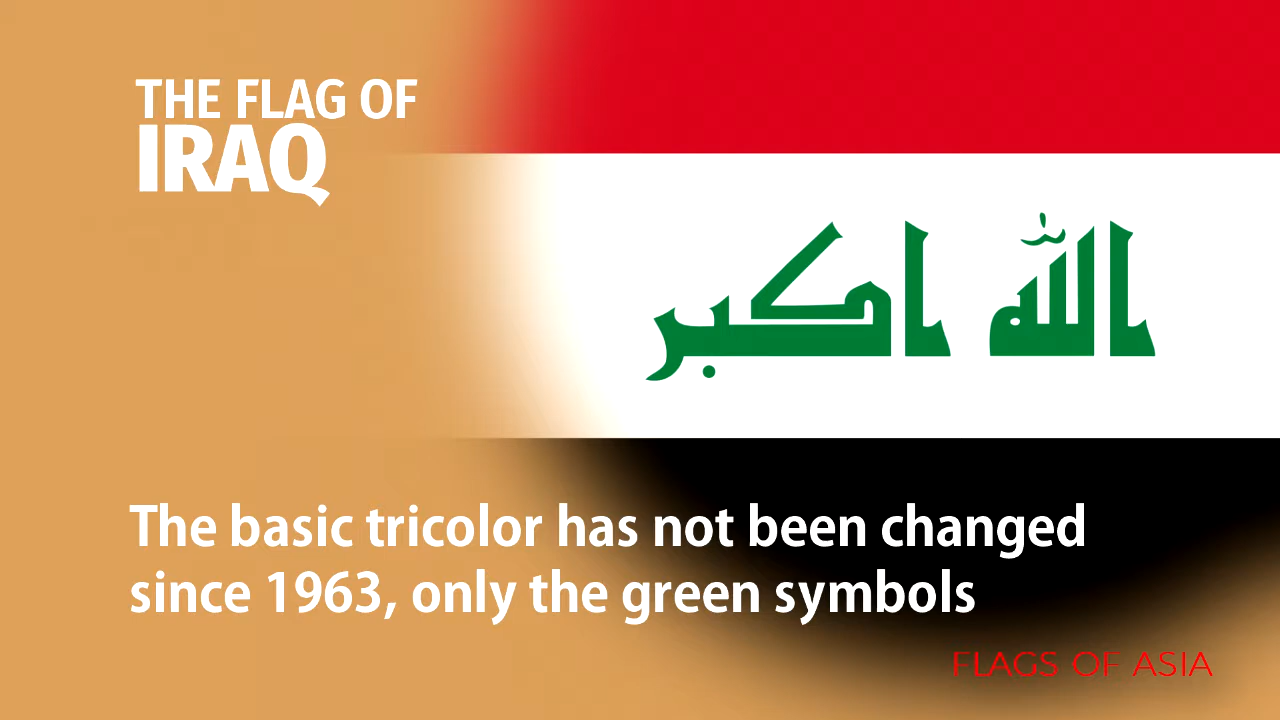 THE FLAG OF
IRAQ
الله اكبر
The basic tricolor has not been changed
since 1963, only the green symbols
FLAGS OF ASIA